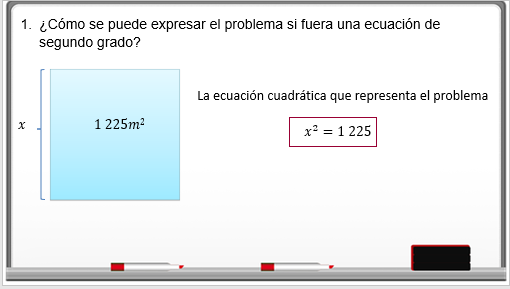 1. ¿Cómo se puede expresar el problema si fuera una ecuación de
segundo grado?
La ecuación cuadrática que representa el problema
x 1 225m²
x² = 1 225